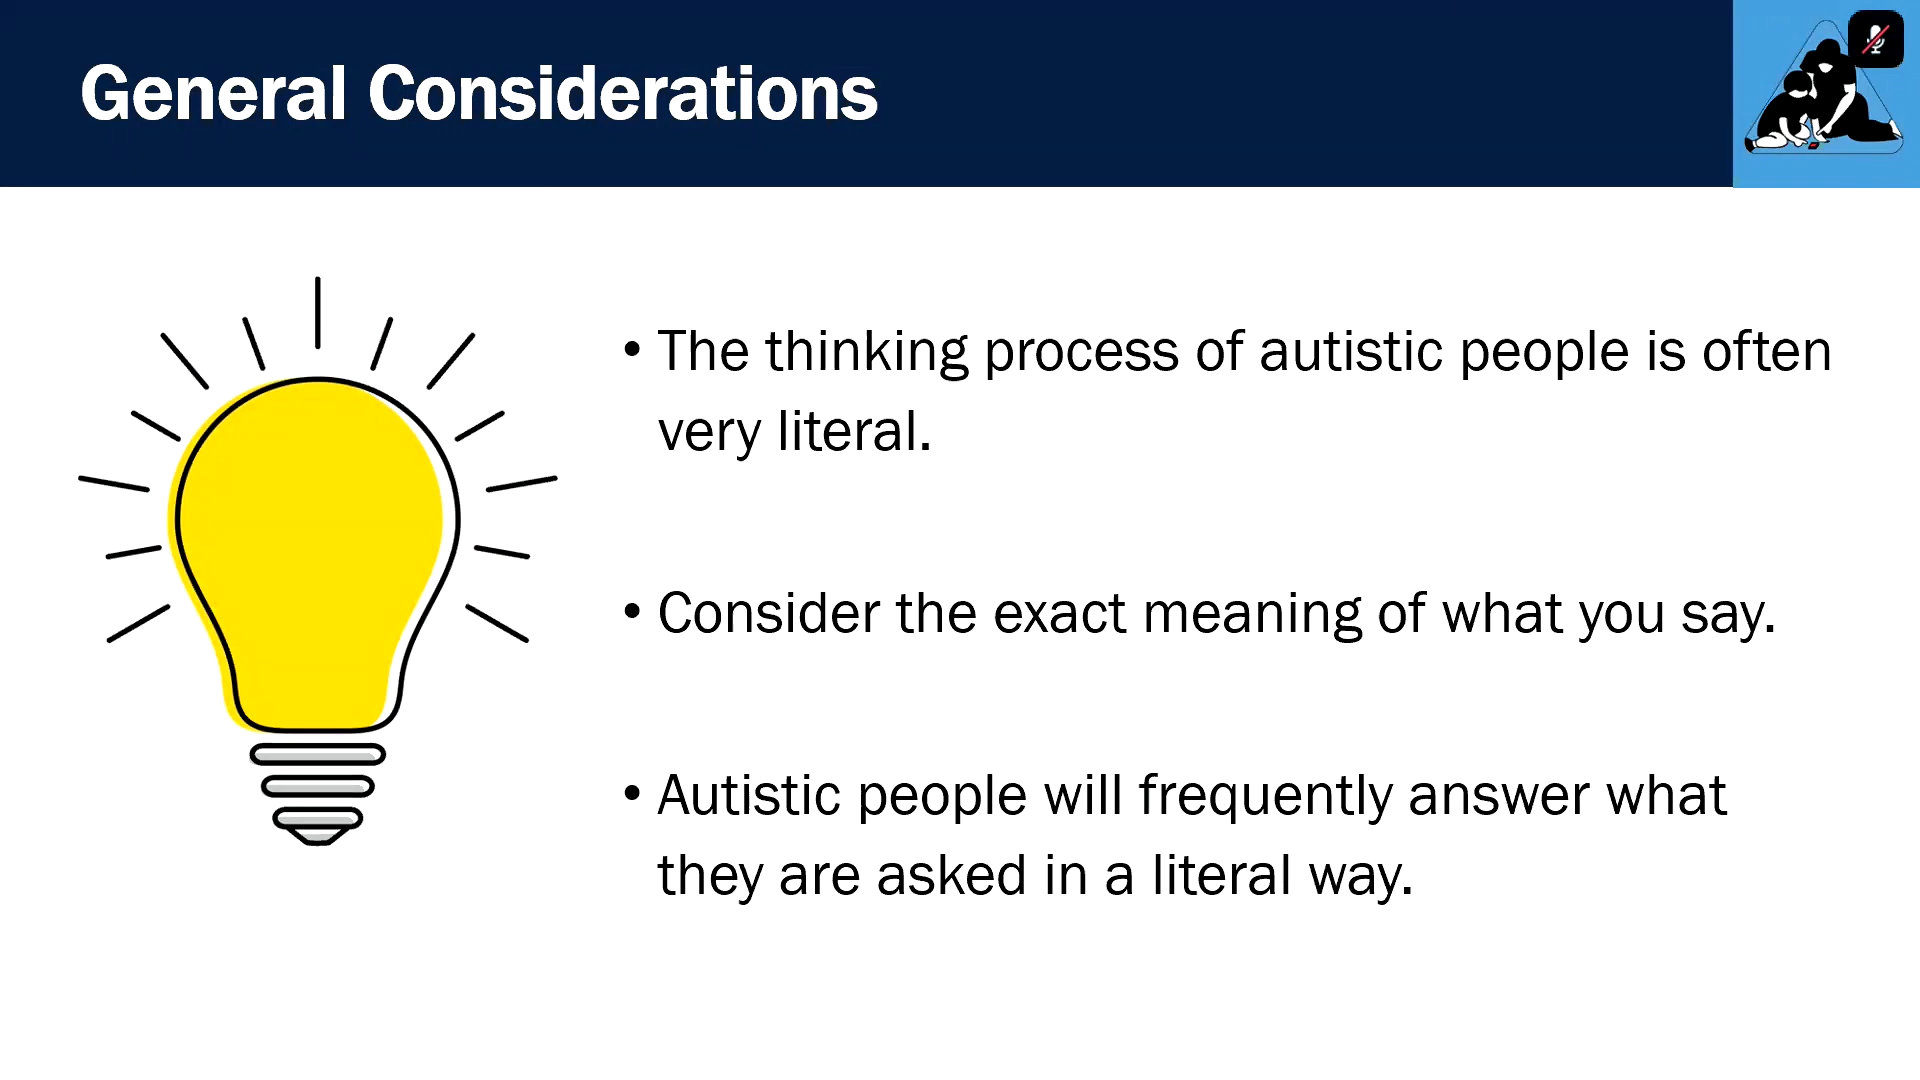 General Considerations
• The thinking process of autistic people is often
very literal.
• Consider the exact meaning of what you say.
• Autistic people will frequently answer what
they are asked in a literal way.